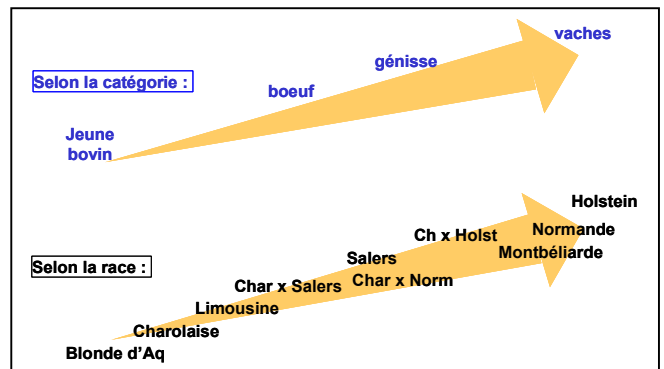 vaches
génisse
Selon la catégorie :
boeuf
Jeune
bovin
Holstein
Ch x Holst
Normande
Montbéliarde
Salers
Selon la race :
Char x Salers
Char x Norm
Limousine
Charolaise
Blonde d'Aq